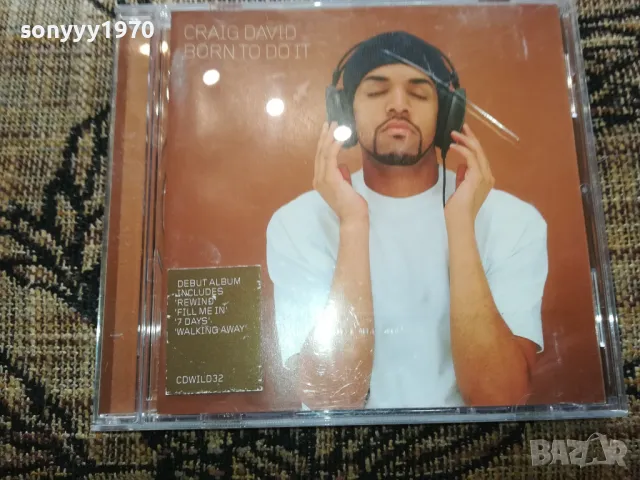 sonyyy1970
CRAIG DAVID
BORN TO DO IT
DEBUT ALBUM
INCLUDES
'REWIND'
'FILL ME IN'
'7 DAYS'
'WALKING AWAY'
CDWILD32
BAZAR